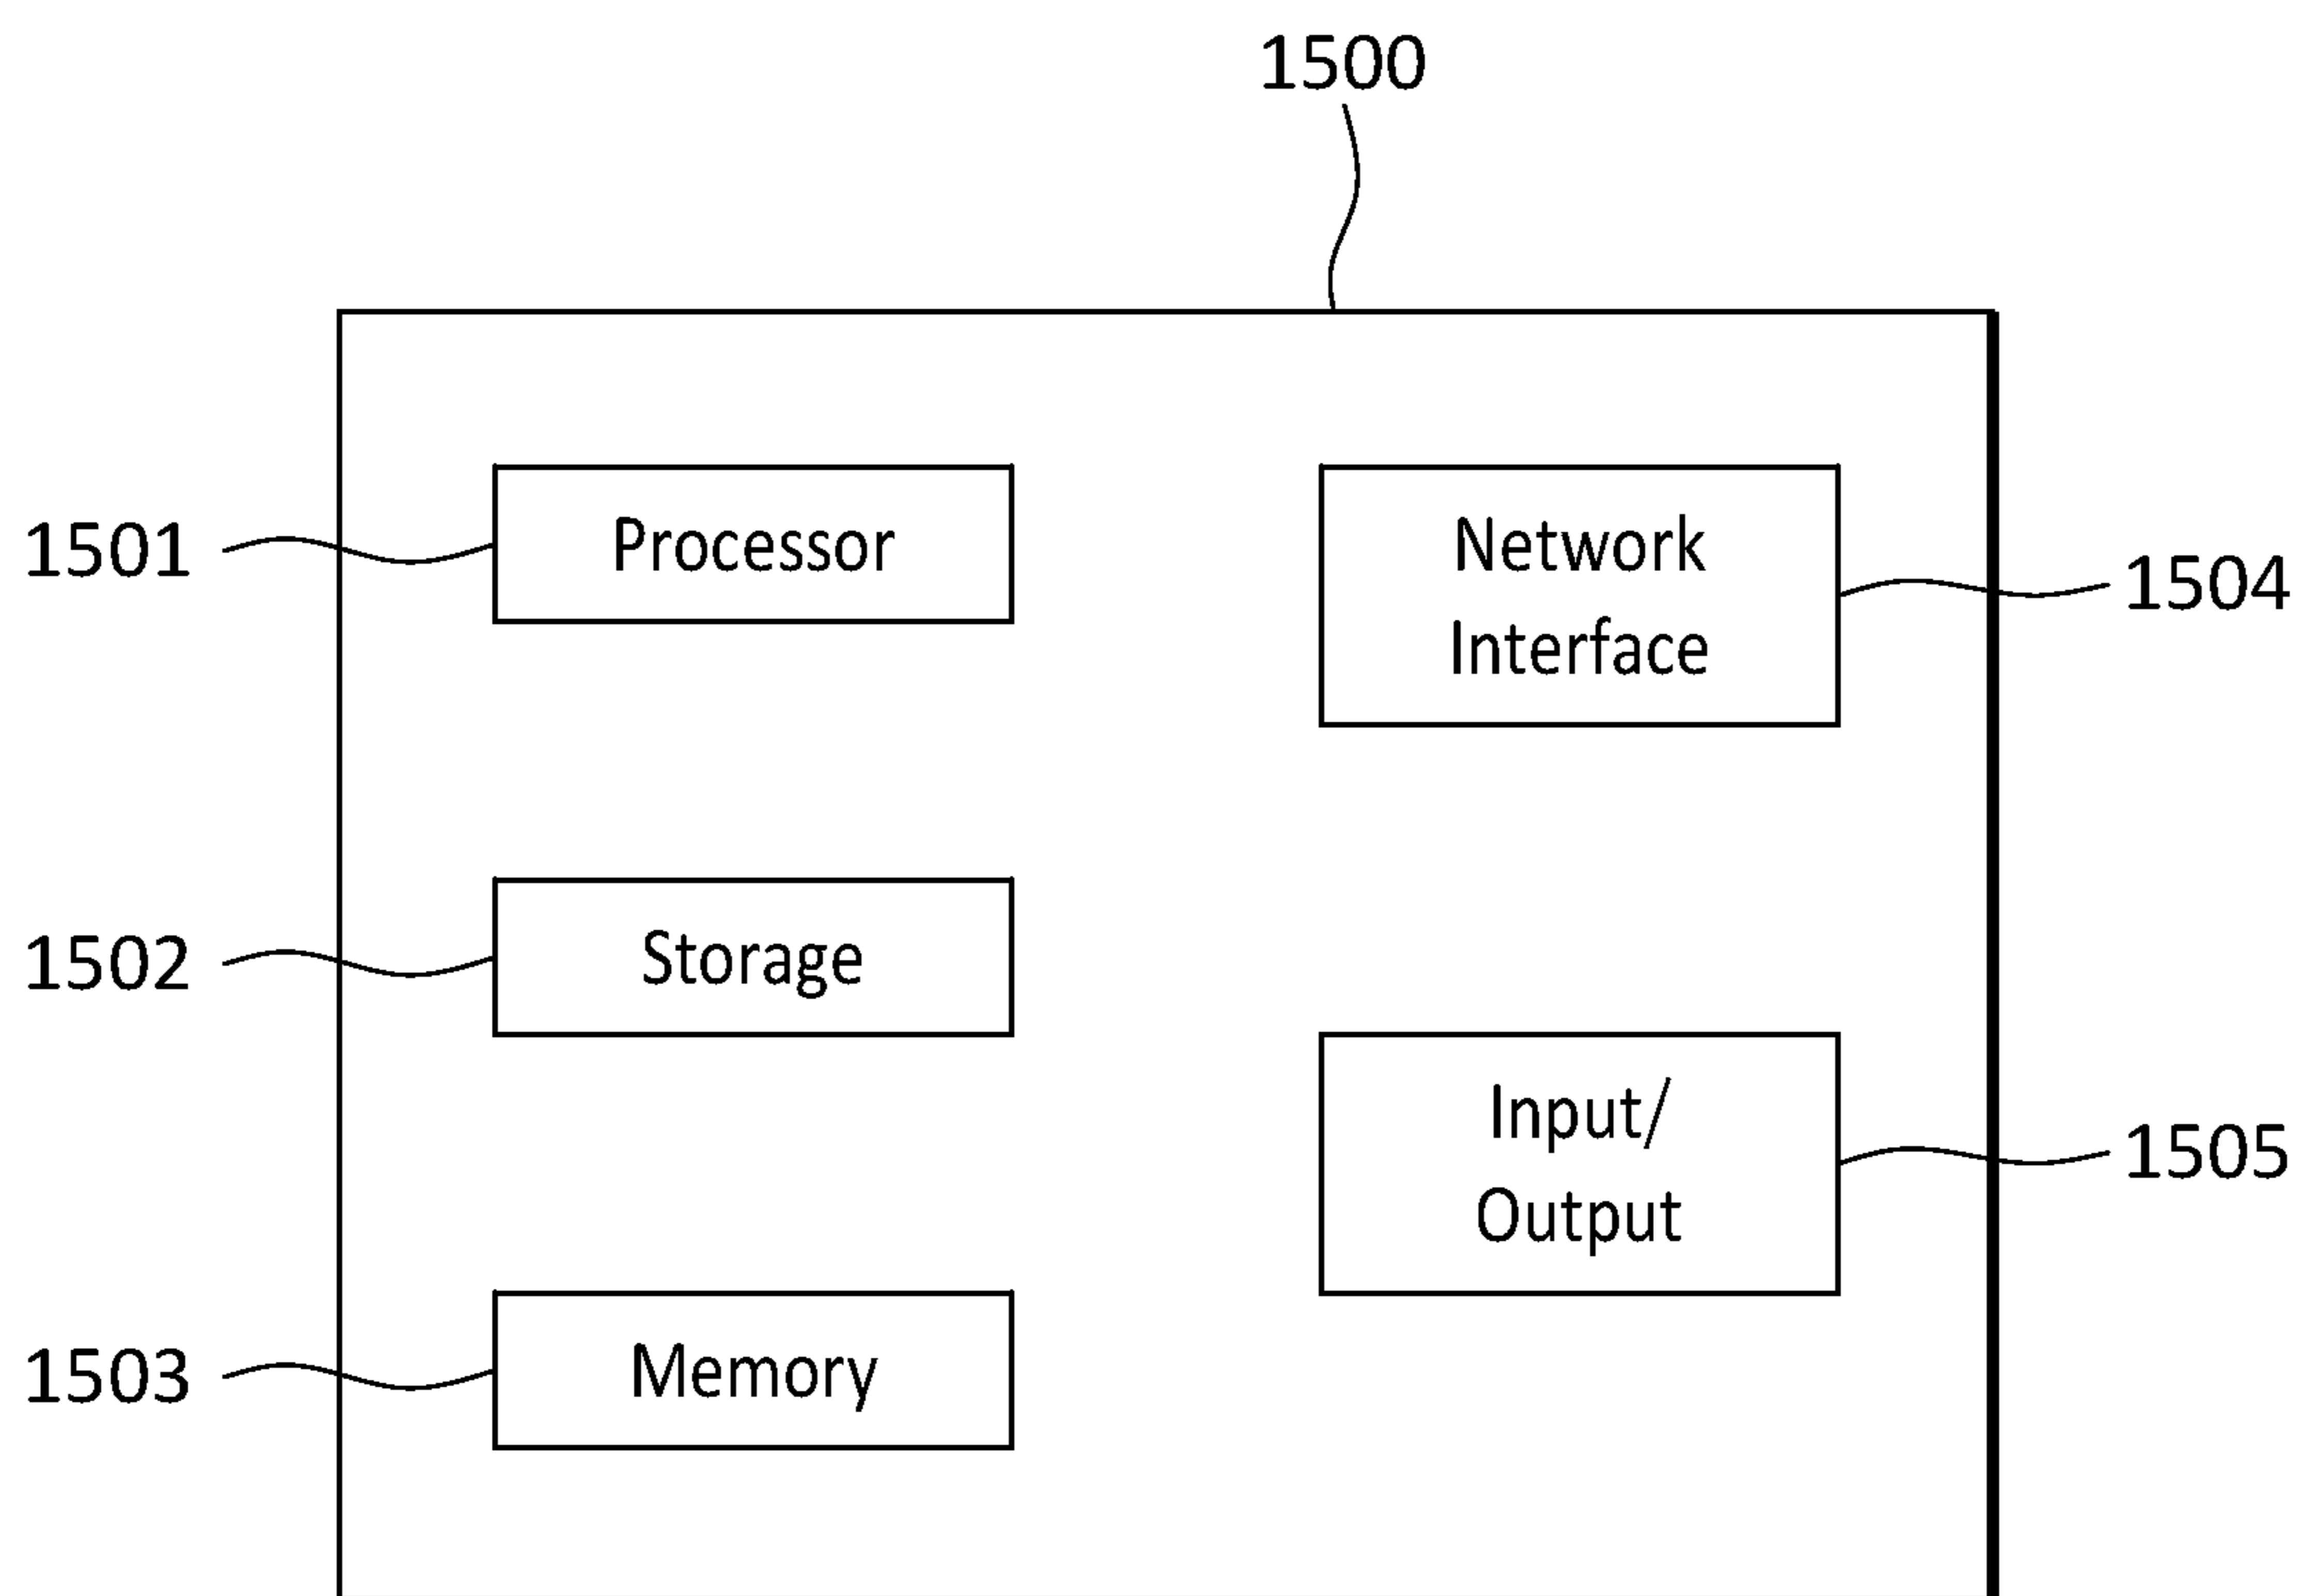 1500
1501
Processor
Network
Interface
1504
1502
Storage
Input/
Output
1505
1503
Memory